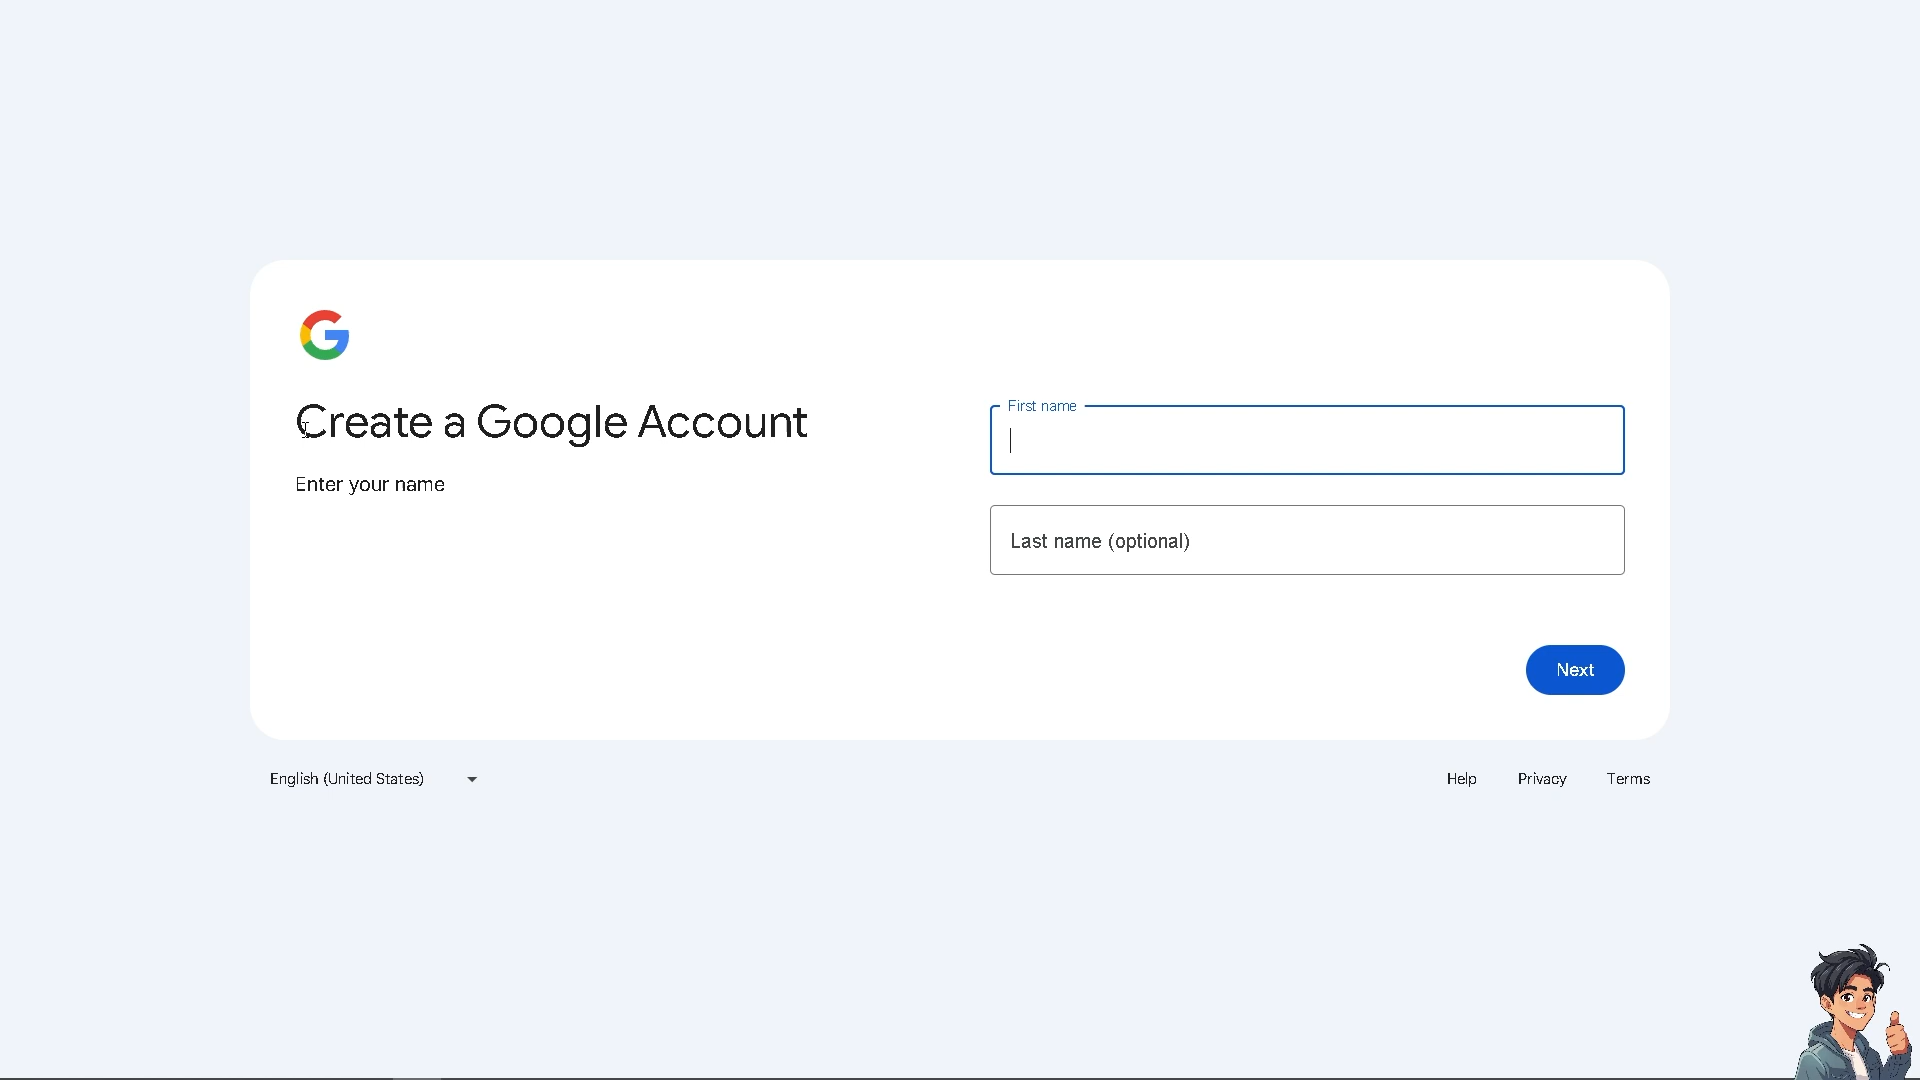 Create a Google Account
Enter your name
First name
Last name (optional)
Next
English (United States)
Help
Privacy
Terms